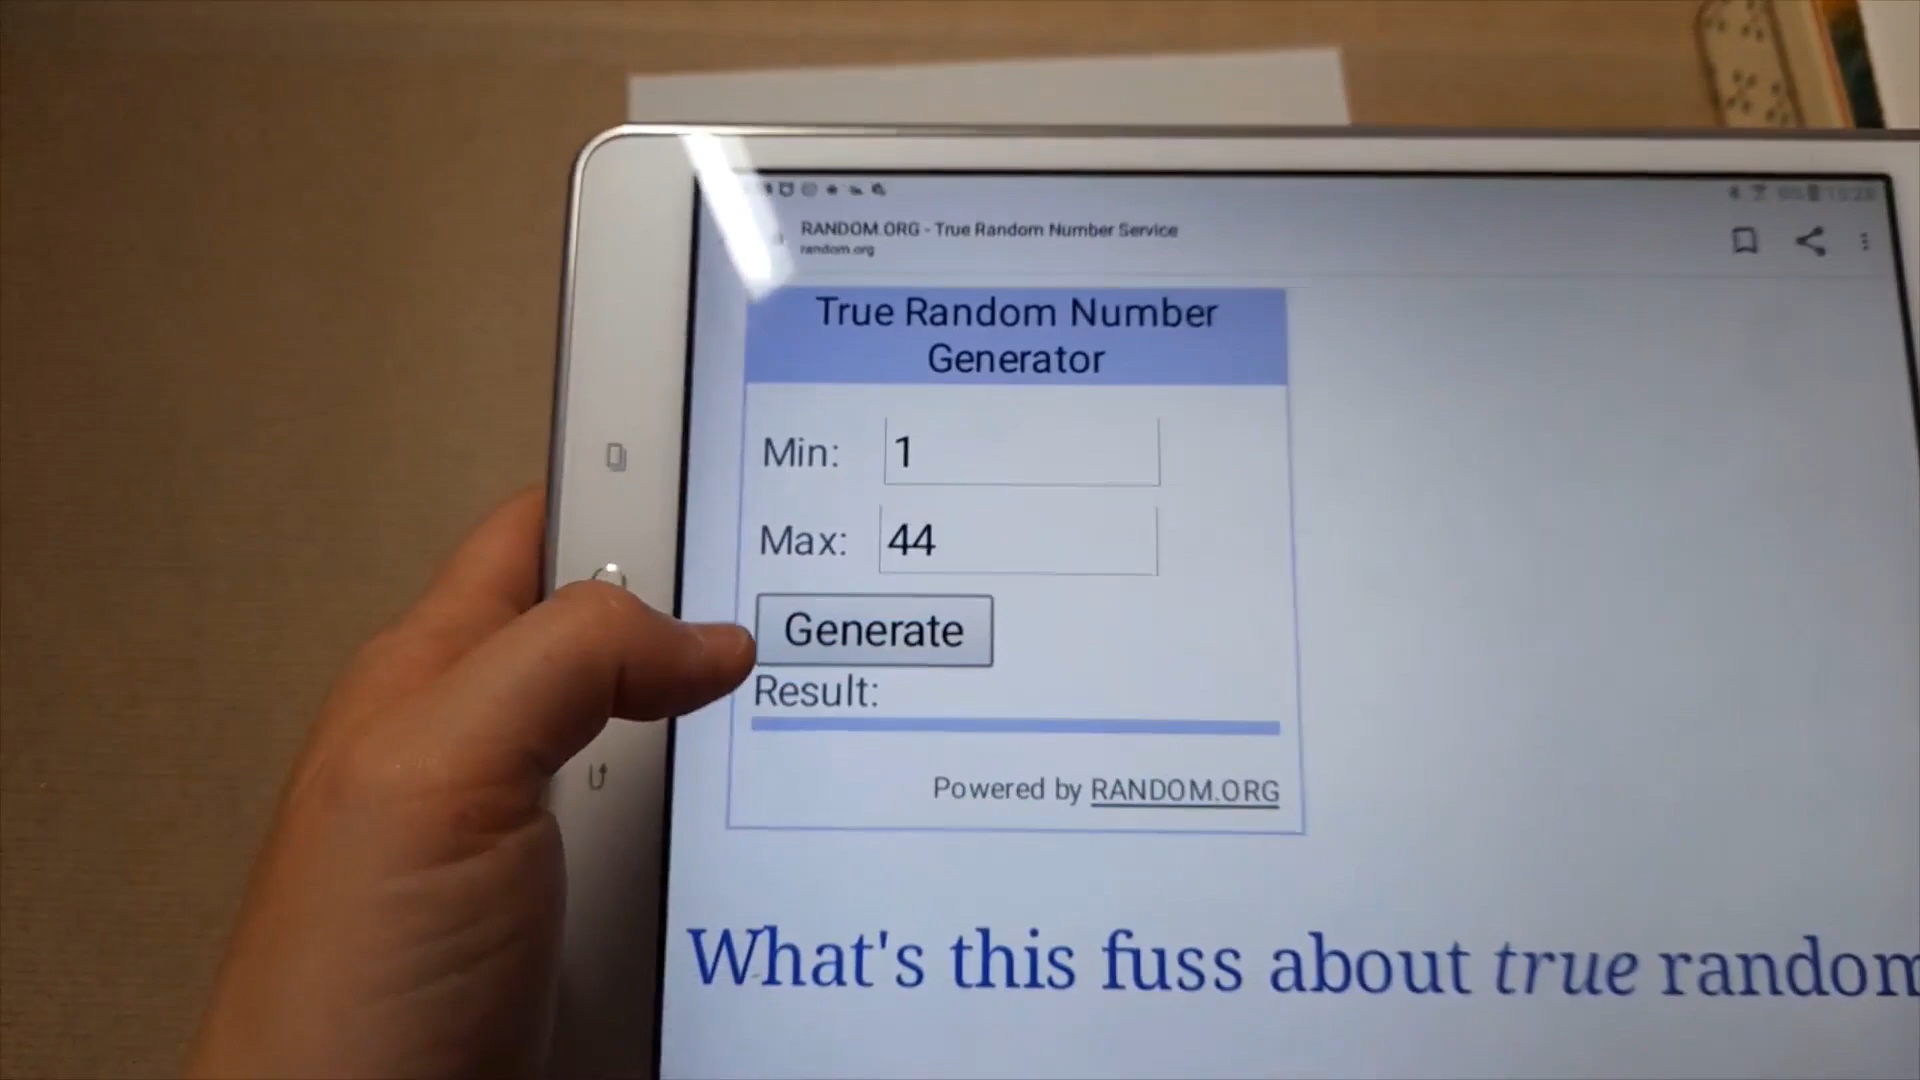 RANDOM.ORG - True Random Number Service
random.org
True Random Number
Generator
Min: 1
Max: 44
Generate
Result:
Powered by RANDOM.ORG
What's this fuss about true random